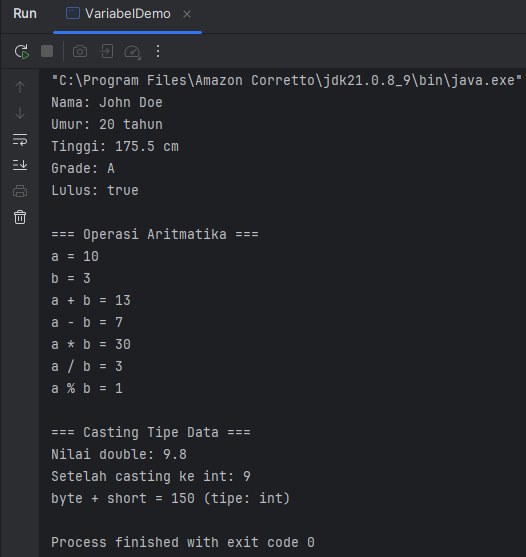 Run VariabelDemo
"C:\Program Files\Amazon Corretto\jdk21.0.8_9\bin\java.exe"
Nama: John Doe
Umur: 20 tahun
Tinggi: 175.5 cm
Grade: A
Lulus: true
=== Operasi Aritmatika ===
a = 10
b = 3
a + b = 13
a - b = 7
a * b = 30
a / b = 3
a % b = 1
=== Casting Tipe Data ===
Nilai double: 9.8
Setelah casting ke int: 9
byte + short = 150 (tipe: int)
Process finished with exit code 0